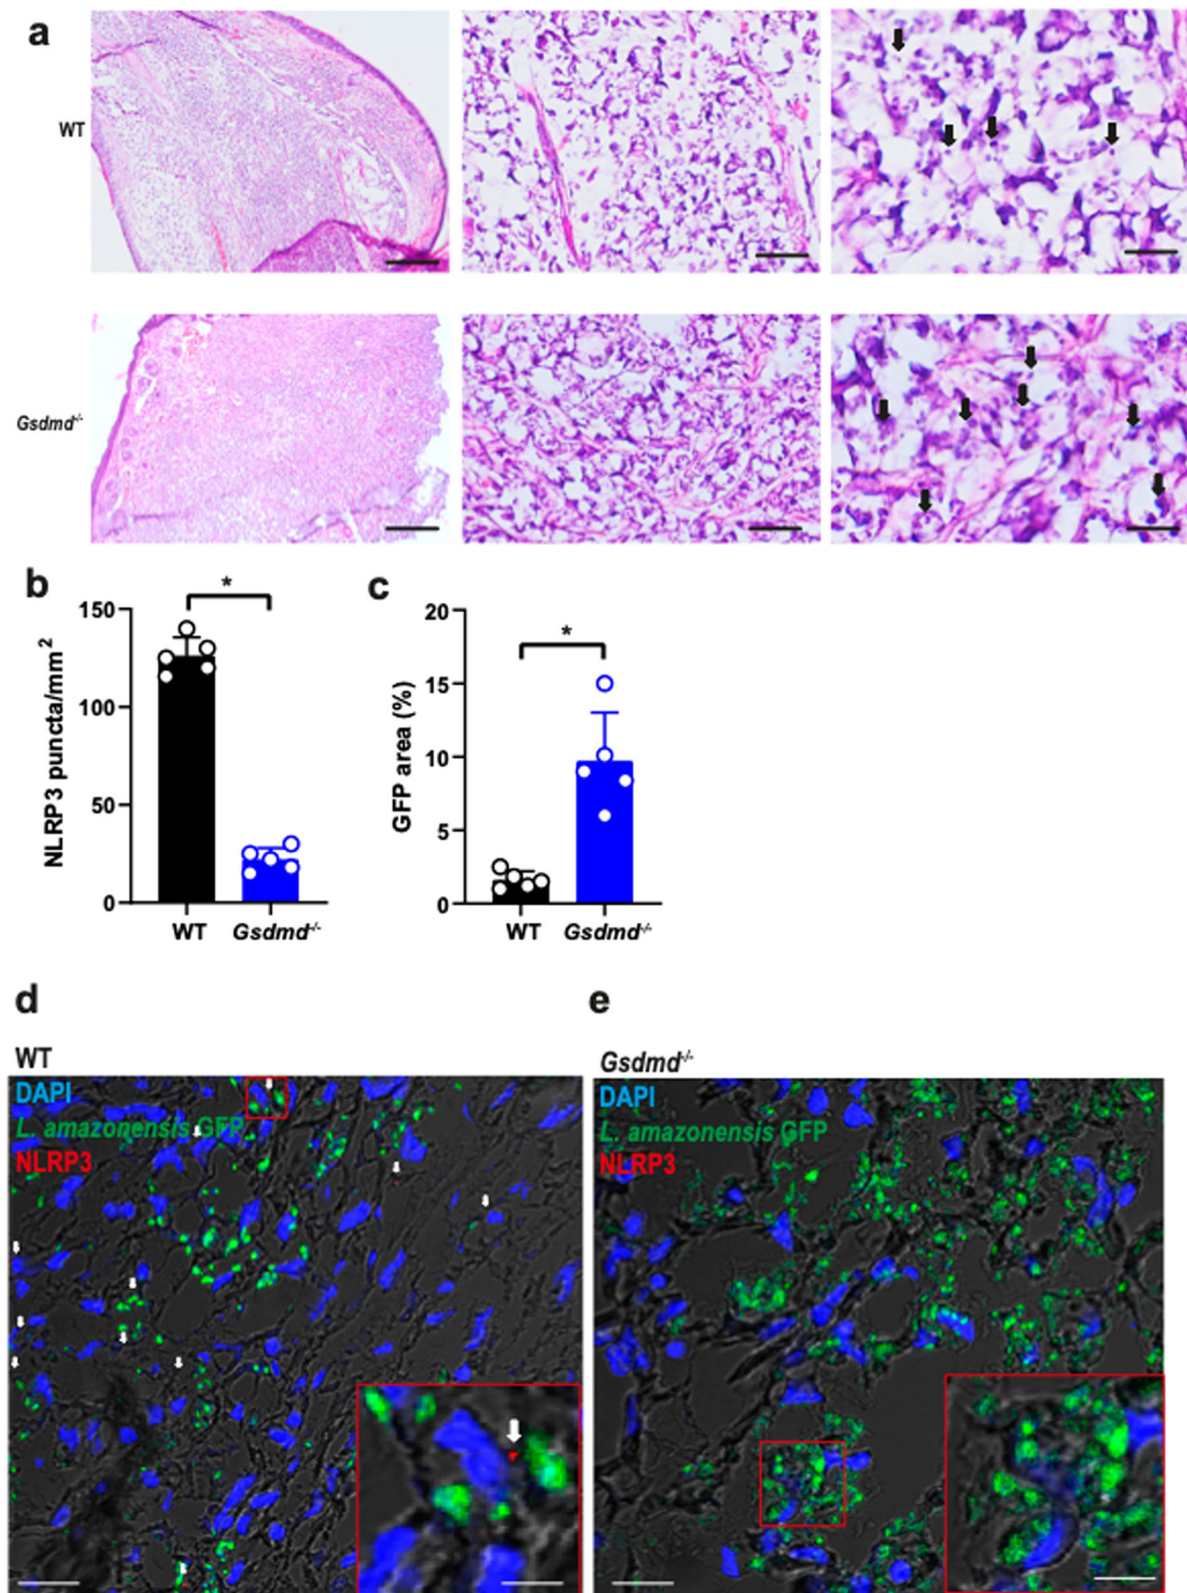 a
WT
Gsdmd-/-
b
*
NLRP3 puncta/mm2
150
100
50
0
WT
Gsdmd-/-
c
*
GFP area (%)
20
15
10
5
0
WT
Gsdmd-/-
d
WT
DAPI
L. amazonensis GFP
NLRP3
e
Gsdmd-/-
DAPI
L. amazonensis GFP
NLRP3